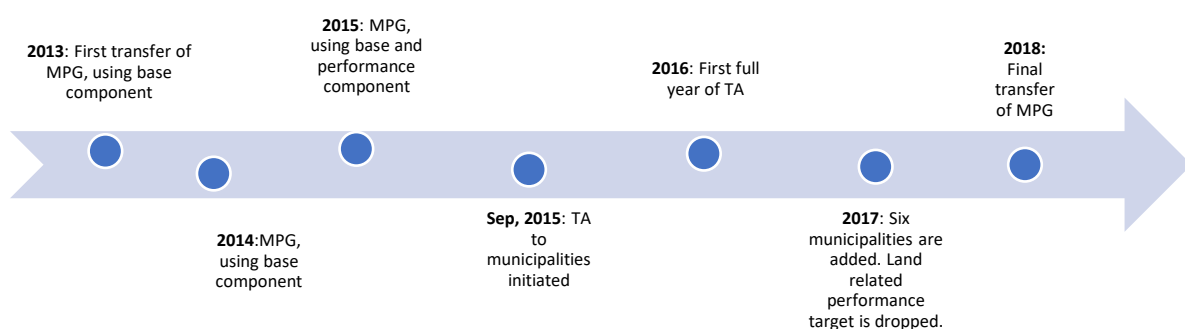 2013: First transfer of
MPG, using base
component
2014:MPG,
using base
component
2015: MPG,
using base and
performance
component
Sep, 2015: TA
to
municipalities
initiated
2016: First full
year of TA
2017: Six
municipalities are
added. Land
related
performance
target is dropped.
2018:
Final
transfer
of MPG